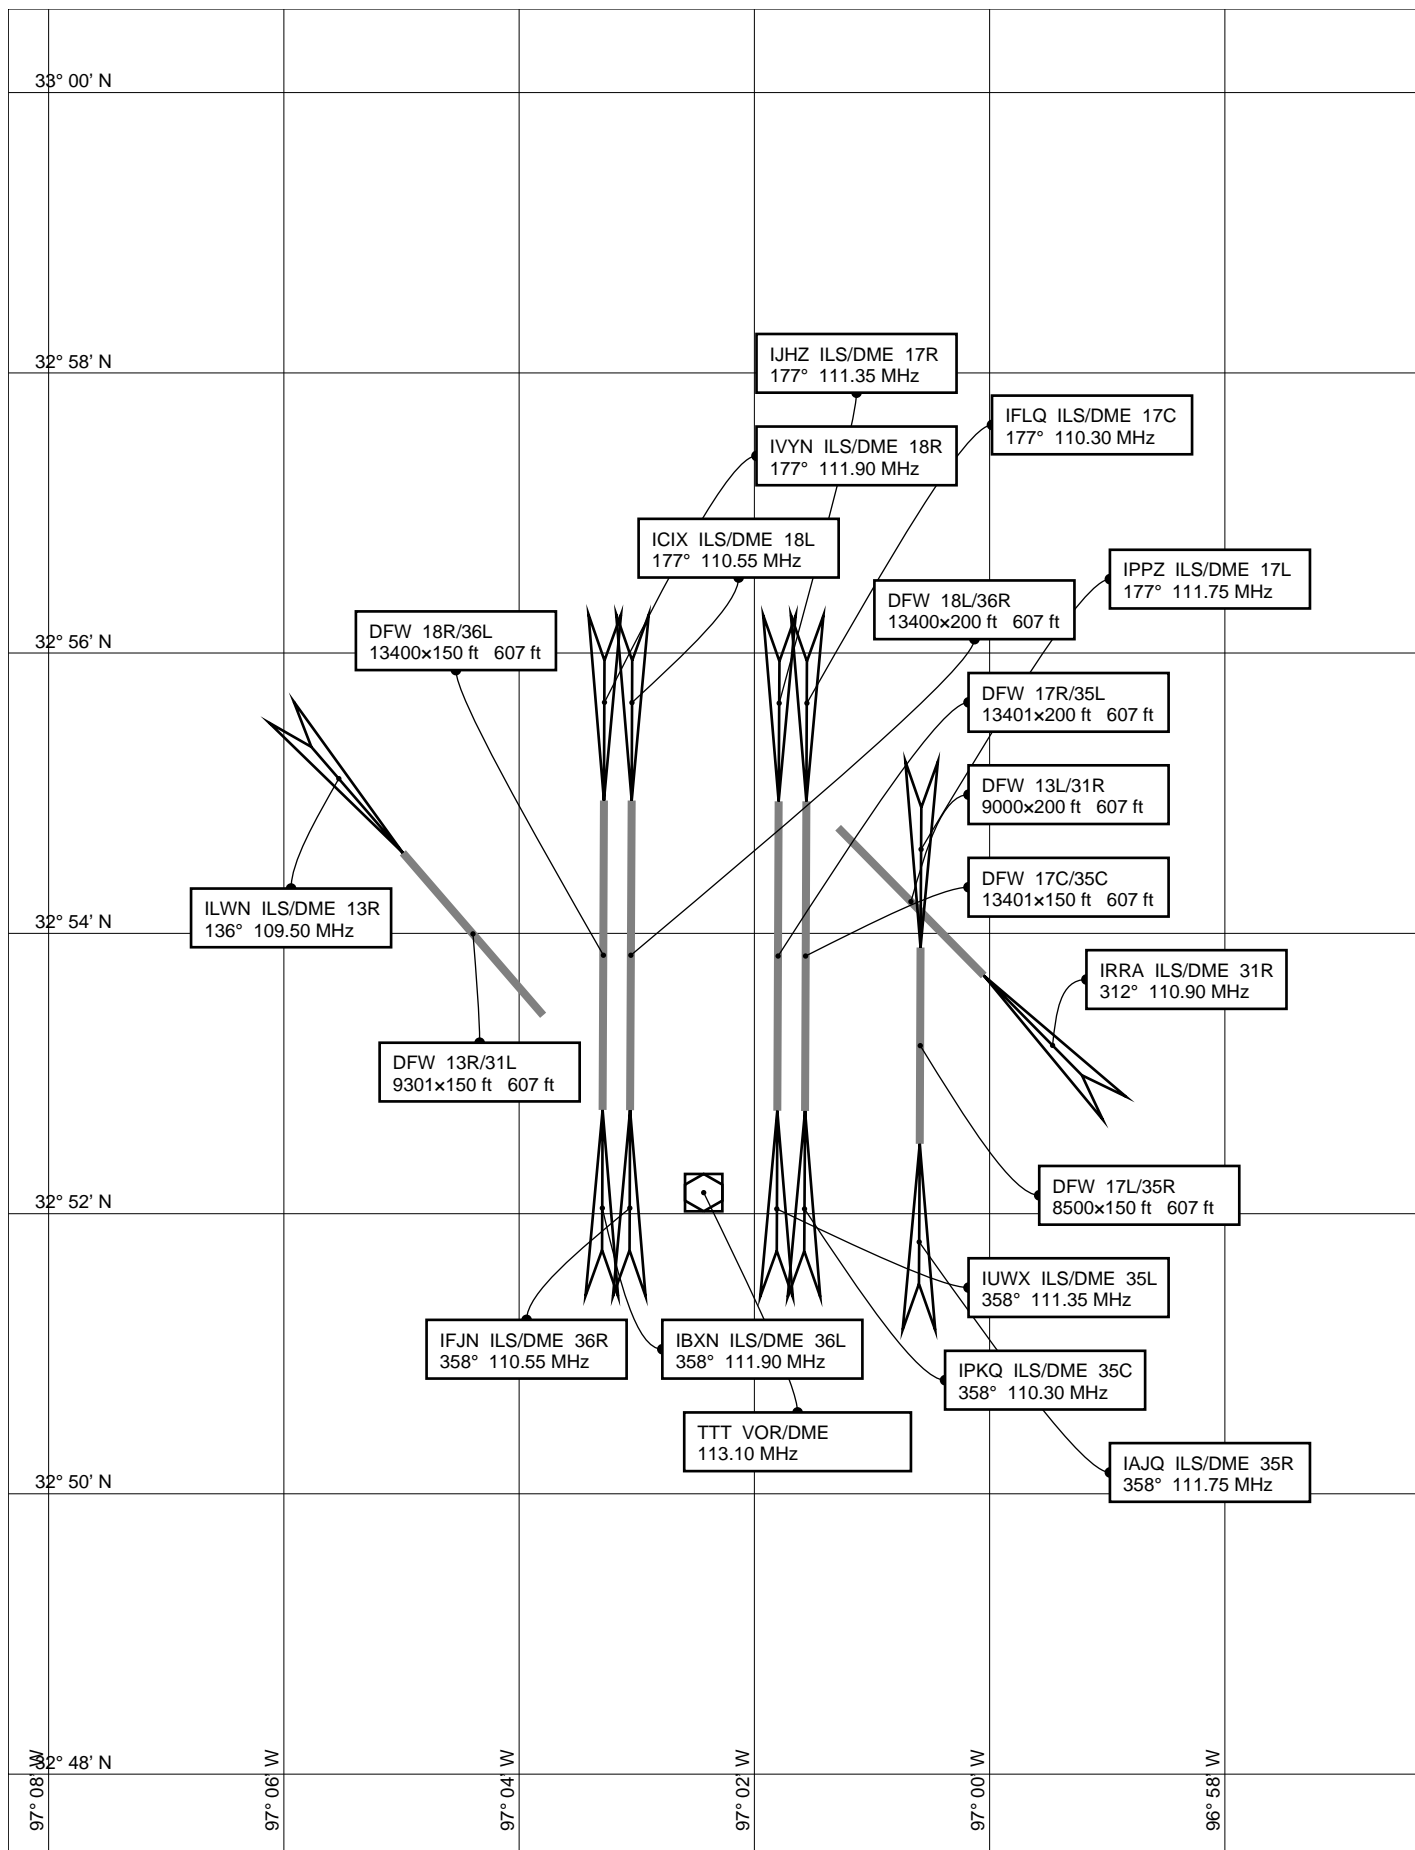 33° 00' N
32° 58' N
IJHZ ILS/DME 17R
177° 111.35 MHz
IFLQ ILS/DME 17C
177° 110.30 MHz
IVYN ILS/DME 18R
177° 111.90 MHz
ICIX ILS/DME 18L
177° 110.55 MHz
IPPZ ILS/DME 17L
177° 111.75 MHz
DFW 18L/36R
13400×200 ft 607 ft
DFW 18R/36L
13400×150 ft 607 ft
32° 56' N
DFW 17R/35L
13401×200 ft 607 ft
DFW 13L/31R
9000×200 ft 607 ft
DFW 17C/35C
13401×150 ft 607 ft
ILWN ILS/DME 13R
136° 109.50 MHz
32° 54' N
IRRA ILS/DME 31R
312° 110.90 MHz
DFW 13R/31L
9301×150 ft 607 ft
DFW 17L/35R
8500×150 ft 607 ft
32° 52' N
IUWX ILS/DME 35L
358° 111.35 MHz
IFJN ILS/DME 36R
358° 110.55 MHz
IBXN ILS/DME 36L
358° 111.90 MHz
IPKQ ILS/DME 35C
358° 110.30 MHz
TTT VOR/DME
113.10 MHz
IAJQ ILS/DME 35R
358° 111.75 MHz
32° 50' N
32° 48' N
97° 08' W
97° 06' W
97° 04' W
97° 02' W
97° 00' W
96° 58' W